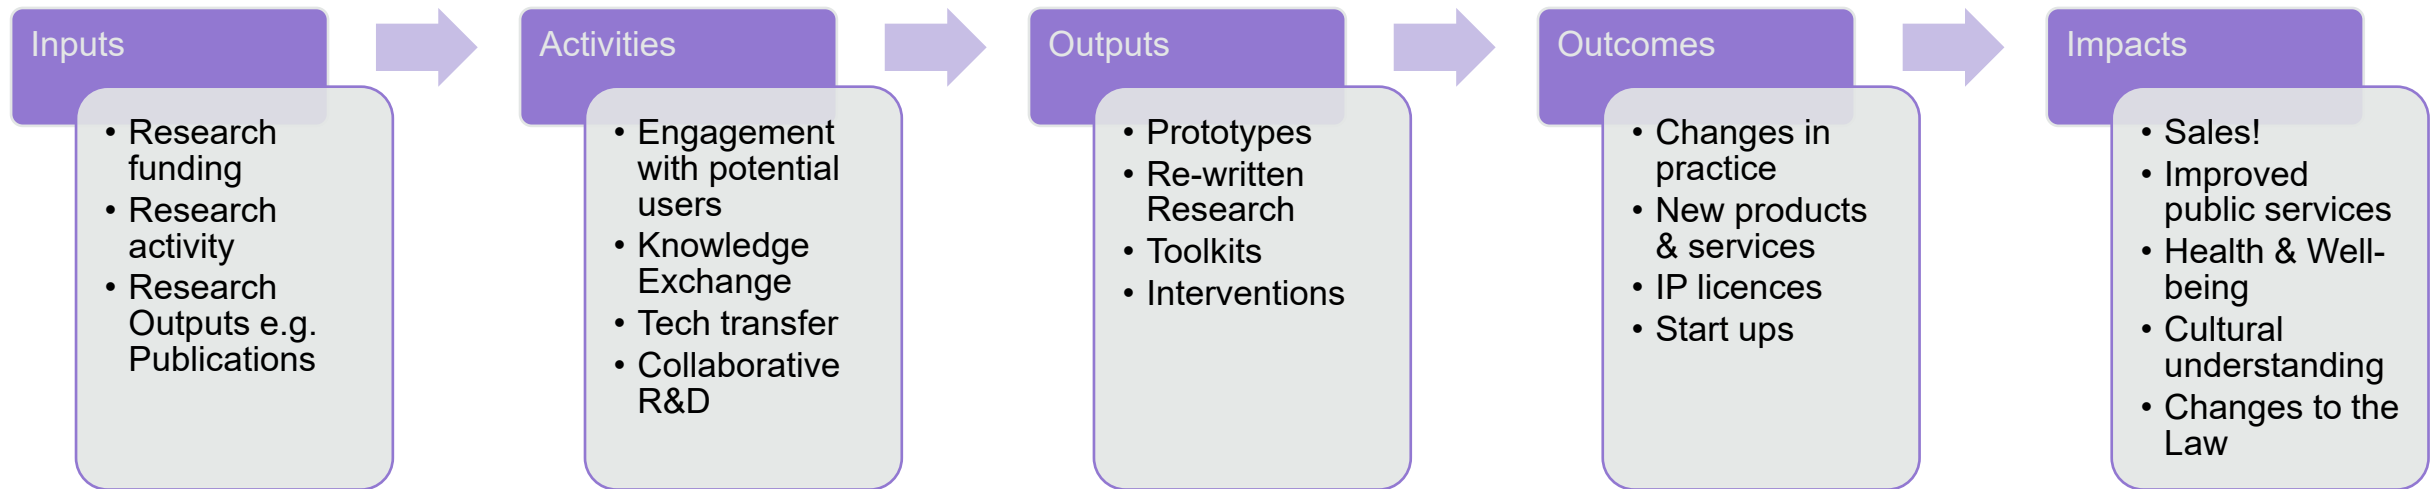 Inputs
• Research
funding
• Research
activity
• Research
Outputs e.g.
Publications
Activities
• Engagement
with potential
users
• Knowledge
Exchange
• Tech transfer
• Collaborative
R&D
Outputs
• Prototypes
• Re-written
Research
• Toolkits
• Interventions
Outcomes
• Changes in
practice
• New products
& services
• IP licences
• Start ups
Impacts
• Sales!
• Improved
public services
• Health & Well-
being
• Cultural
understanding
• Changes to the
Law